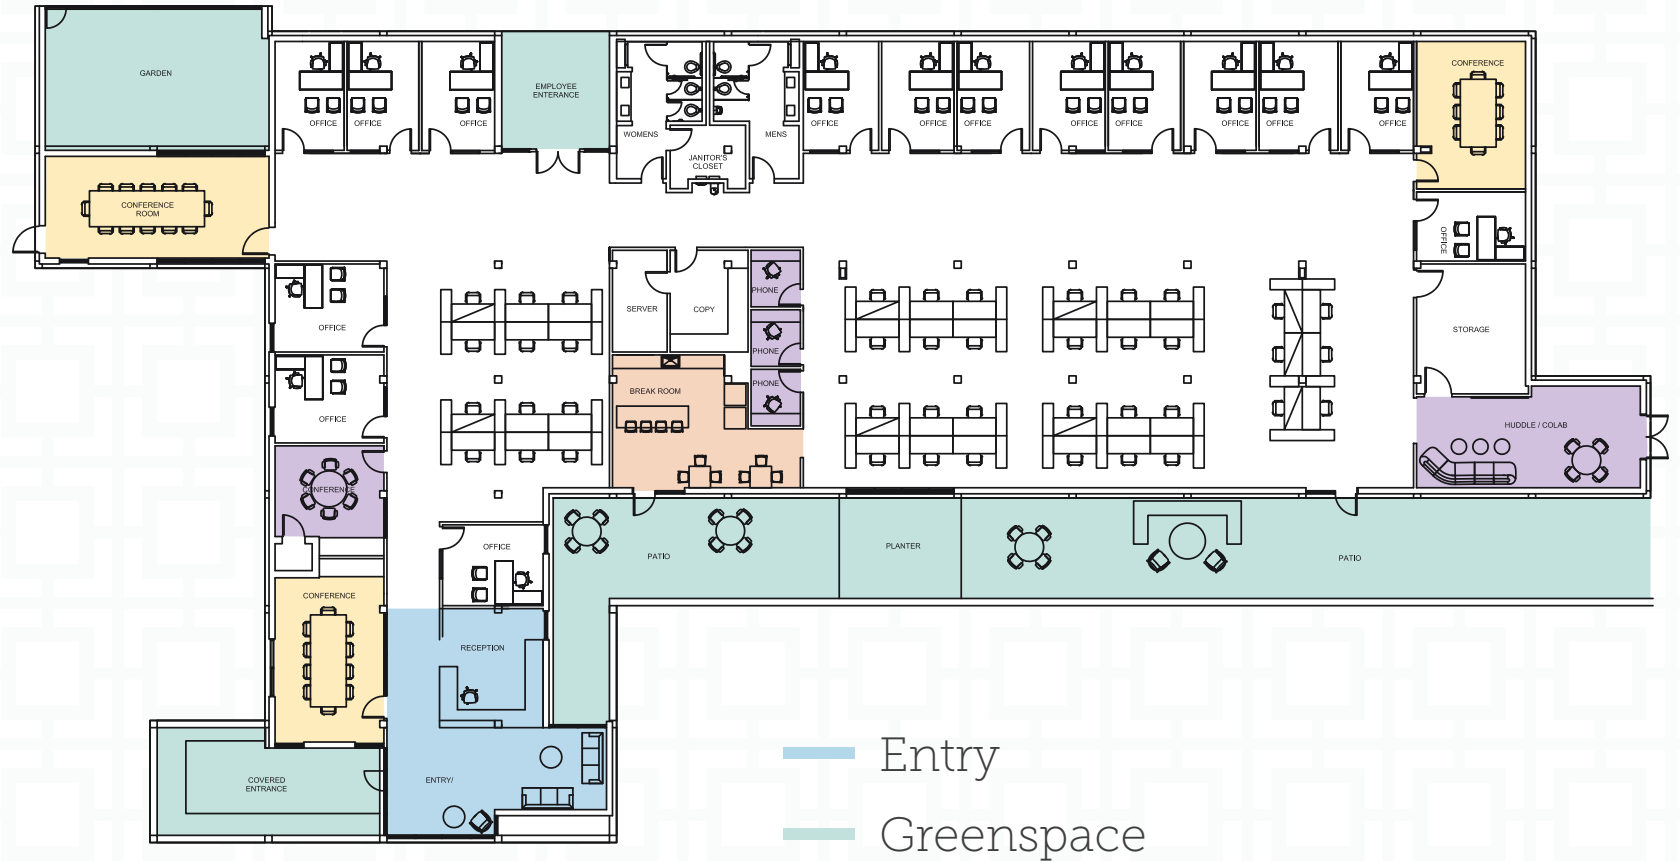 GARDEN
OFFICE
OFFICE
OFFICE
EMPLOYEE
ENTRANCE
WOMENS
MENS
JANITOR'S
CLOSET
OFFICE
OFFICE
OFFICE
OFFICE
OFFICE
OFFICE
OFFICE
OFFICE
CONFERENCE
CONFERENCE
ROOM
OFFICE
OFFICE
SERVER
COPY
PHONE
PHONE
PHONE
STORAGE
OFFICE
BREAK ROOM
HUDDLE / COLAB
CONFERENCE
OFFICE
PATIO
PLANTER
PATIO
CONFERENCE
RECEPTION
COVERED
ENTRANCE
ENTRY/
Entry
Greenspace